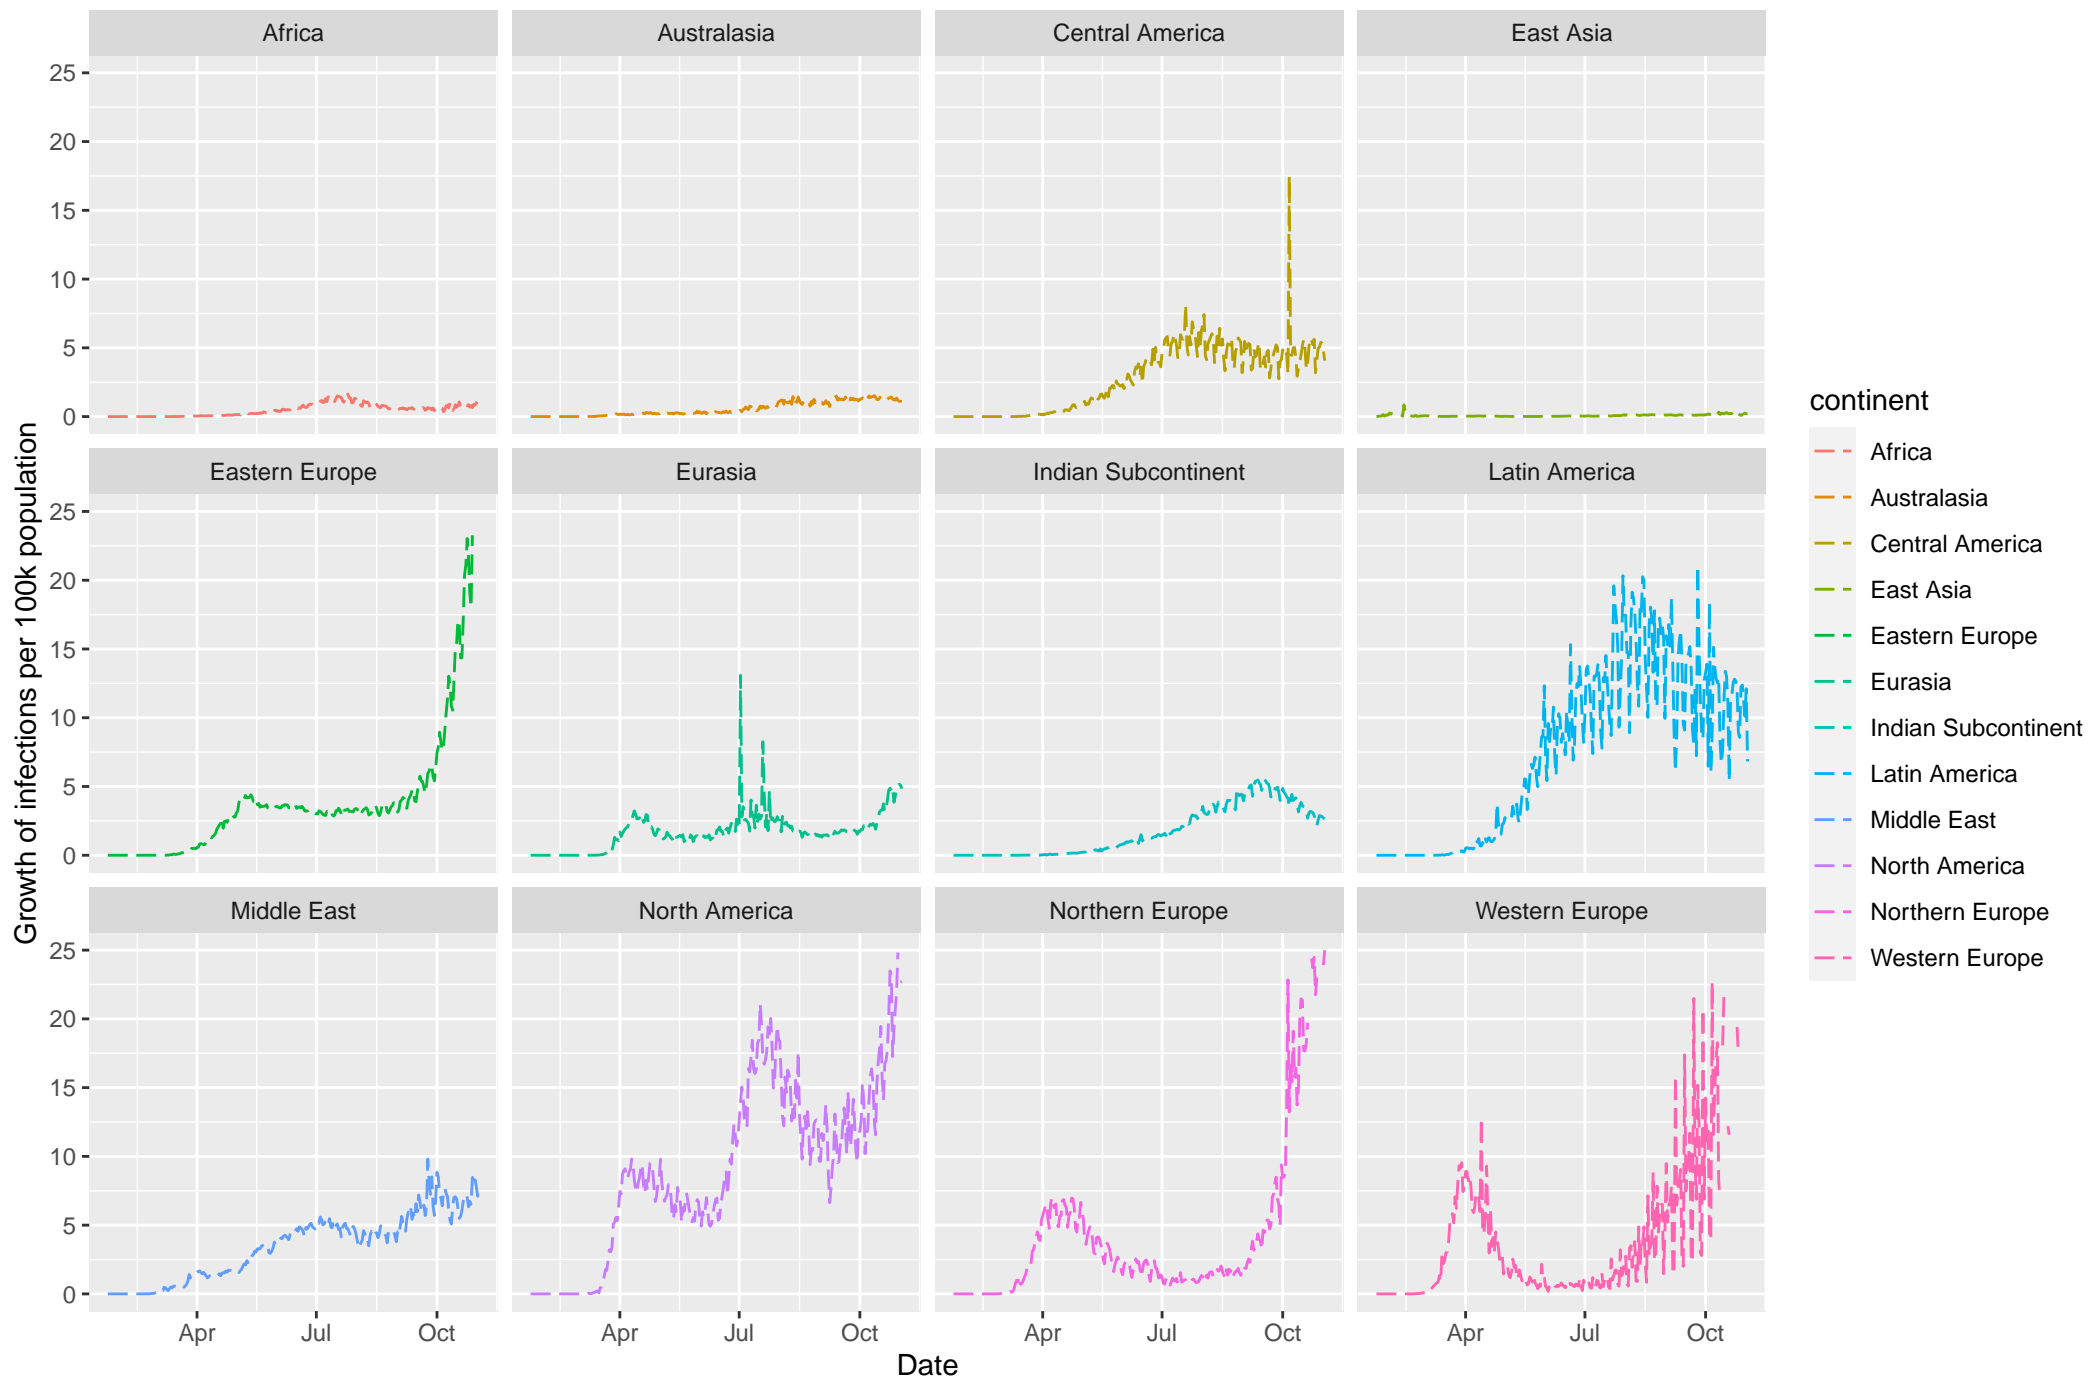 Africa
Australasia
Central America
East Asia
25
20
15
10
5
0
Eastern Europe
Eurasia
Indian Subcontinent
Latin America
25
20
15
10
5
0
Middle East
North America
Northern Europe
Western Europe
25
20
15
10
5
0
Apr
Jul
Oct
Apr
Jul
Oct
Apr
Jul
Oct
Apr
Jul
Oct
Date
Growth of infections per 100k population
continent
Africa
Australasia
Central America
East Asia
Eastern Europe
Eurasia
Indian Subcontinent
Latin America
Middle East
North America
Northern Europe
Western Europe